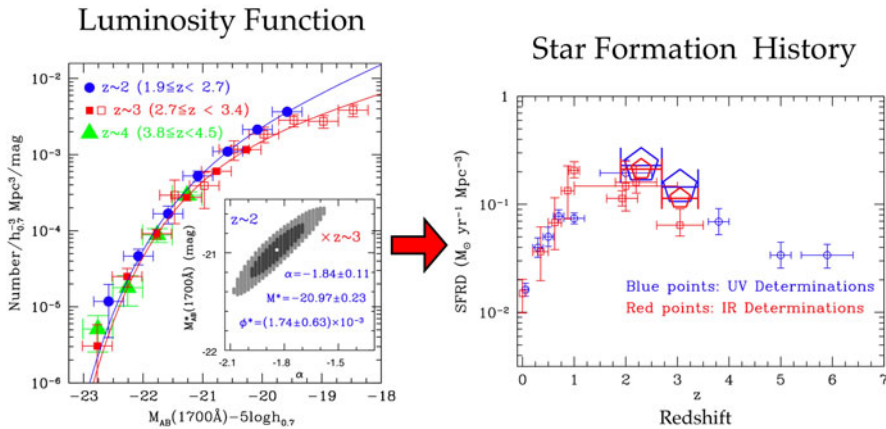 Luminosity Function
Star Formation History
z~2 (1.9≤z< 2.7)
z~3 (2.7≤z < 3.4)
z~4 (3.8≤z<4.5)
Number/h₀.₇⁻³ Mpc³/mag
10⁻²
10⁻³
10⁻⁴
10⁻⁵
10⁻⁶
-23 -22 -21 -20 -19 -18
M_AB(1700Å)-5logh₀.₇
z~2
×z~3
α=-1.84±0.11
M*=-20.97±0.23
ϕ*=(1.74±0.63)×10⁻³
M*_AB(1700Å) (mag)
-21
-22
-2.1 -1.8 -1.5
α
SFRD (M⊙ yr⁻¹ Mpc⁻³)
1
10⁻¹
10⁻²
Blue points: UV Determinations
Red points: IR Determinations
0 1 2 3 4 5 6 7
z
Redshift